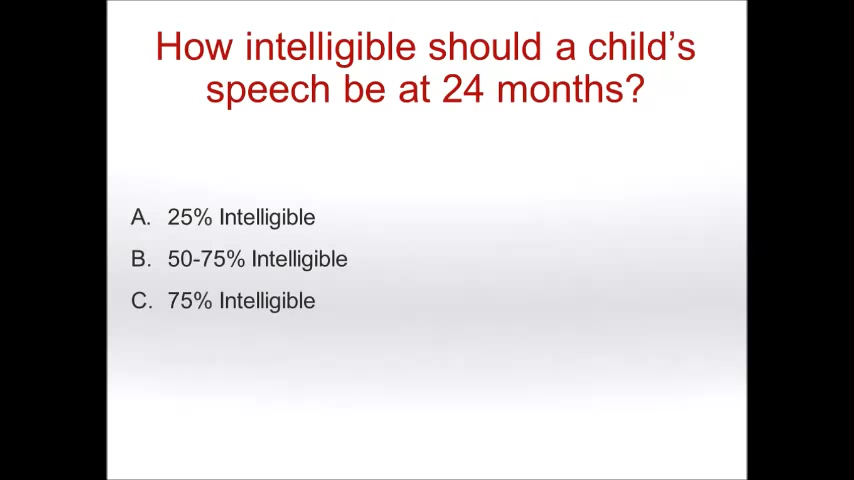 How intelligible should a child’s
speech be at 24 months?
A. 25% Intelligible
B. 50-75% Intelligible
C. 75% Intelligible